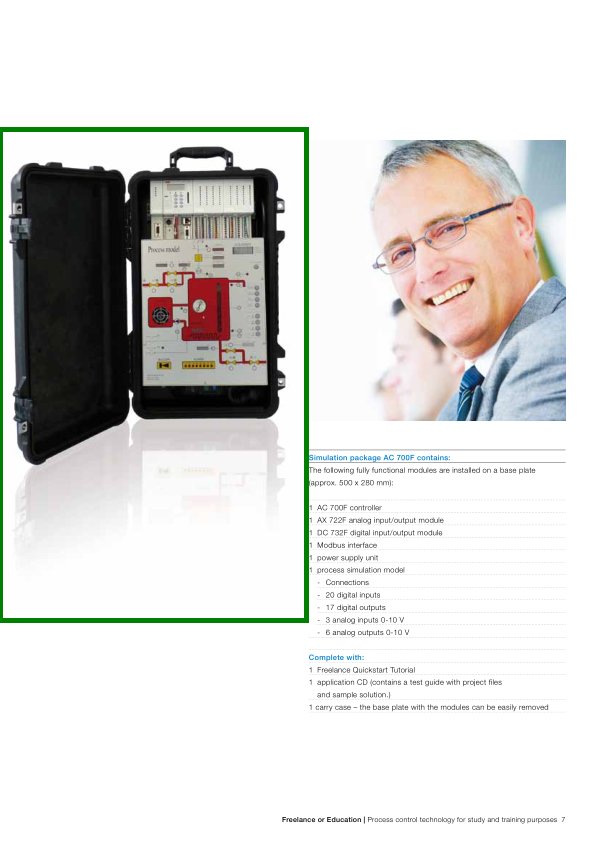 Process model
Simulation package AC 700F contains:
The following fully functional modules are installed on a base plate
(approx. 500 x 280 mm):
1 AC 700F controller
1 AX 722F analog input/output module
1 DC 732F digital input/output module
1 Modbus interface
1 power supply unit
1 process simulation model
- Connections
- 20 digital inputs
- 17 digital outputs
- 3 analog inputs 0-10 V
- 6 analog outputs 0-10 V
Complete with:
1 Freelance Quickstart Tutorial
1 application CD (contains a test guide with project files
and sample solution.)
1 carry case – the base plate with the modules can be easily removed
Freelance or Education | Process control technology for study and training purposes 7